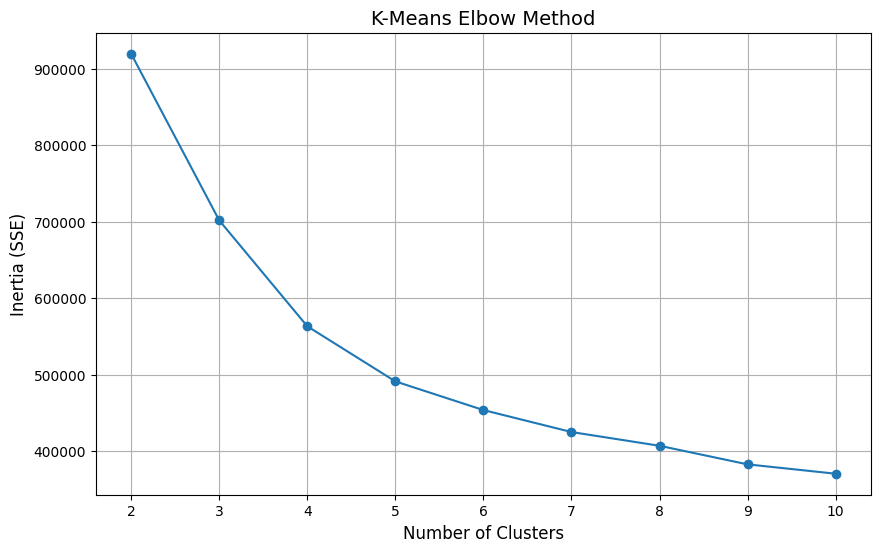 K-Means Elbow Method
900000
800000
700000
600000
500000
400000
Inertia (SSE)
2 3 4 5 6 7 8 9 10
Number of Clusters